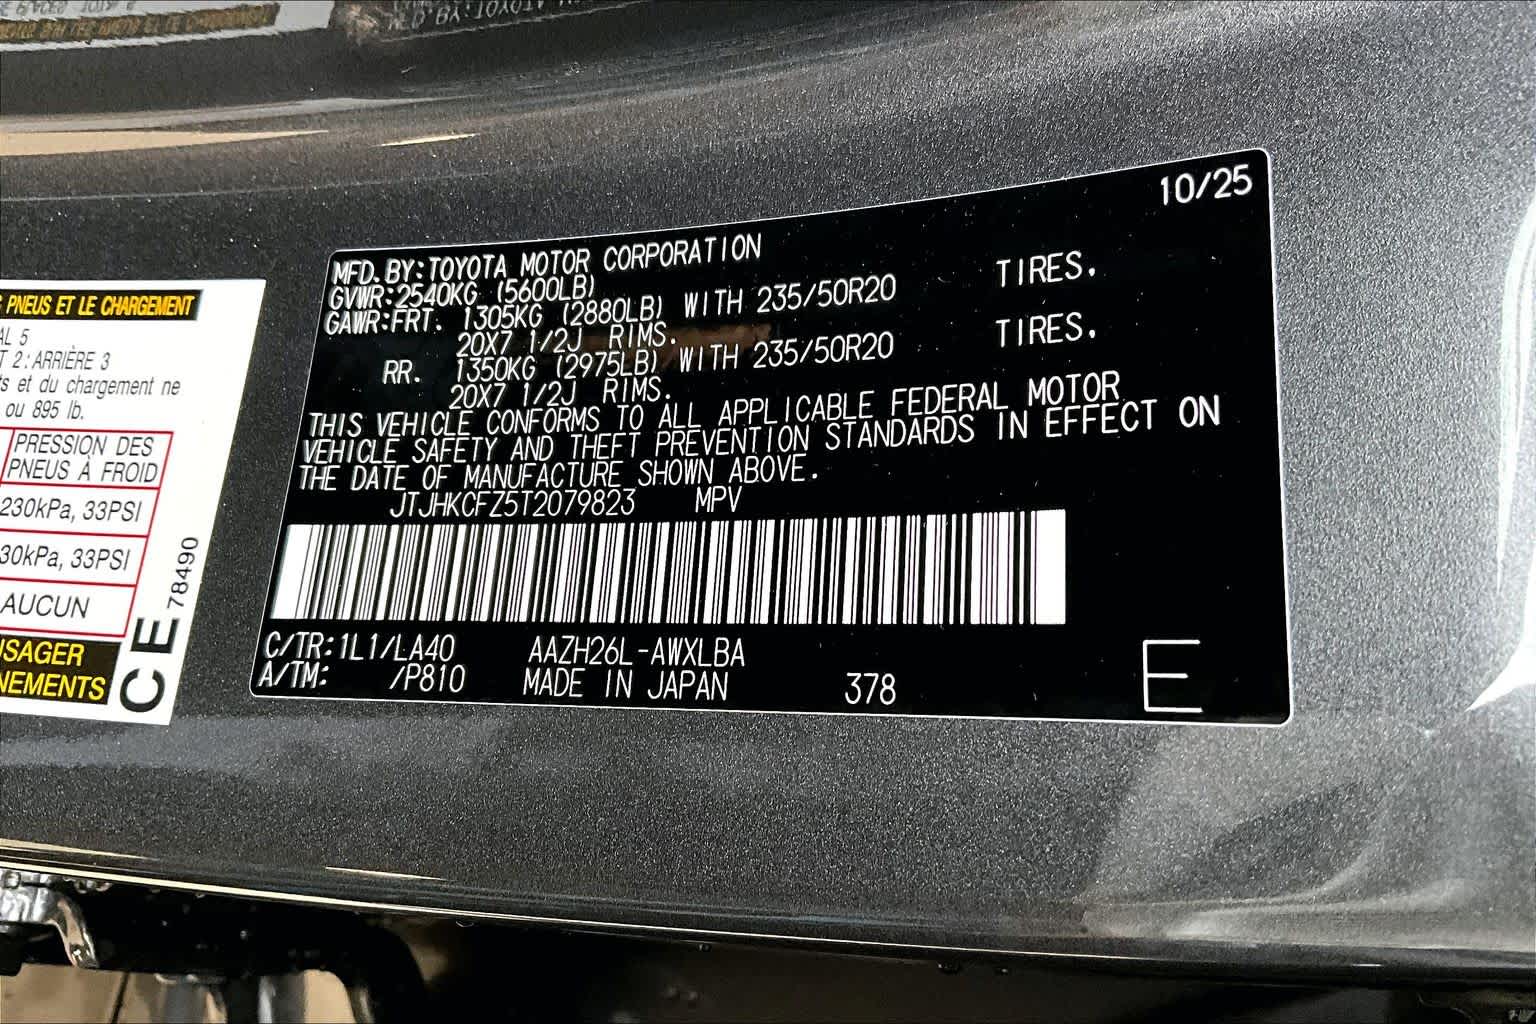 10/25
MFD. BY: TOYOTA MOTOR CORPORATION
GVWR: 2540KG (5600LB)
GAWR: FRT. 1305KG (2880LB) WITH 235/50R20 TIRES.
20X7 1/2J RIMS.
RR. 1350KG (2975LB) WITH 235/50R20 TIRES.
20X7 1/2J RIMS.
THIS VEHICLE CONFORMS TO ALL APPLICABLE FEDERAL MOTOR
VEHICLE SAFETY AND THEFT PREVENTION STANDARDS IN EFFECT ON
THE DATE OF MANUFACTURE SHOWN ABOVE.
JTJHKCFZ5T2079823 MPV
C/TR: 1L1/LA40 AAZH26L-AWXLBA
A/TM: /P810 MADE IN JAPAN 378
E
PNEUS ET LE CHARGEMENT
AL 5
T 2: ARRIÈRE 3
ts et du chargement ne
ou 895 lb.
PRESSION DES
PNEUS À FROID
230kPa, 33PSI
30kPa, 33PSI
AUCUN
USAGER
NEMENTS
CE 78490